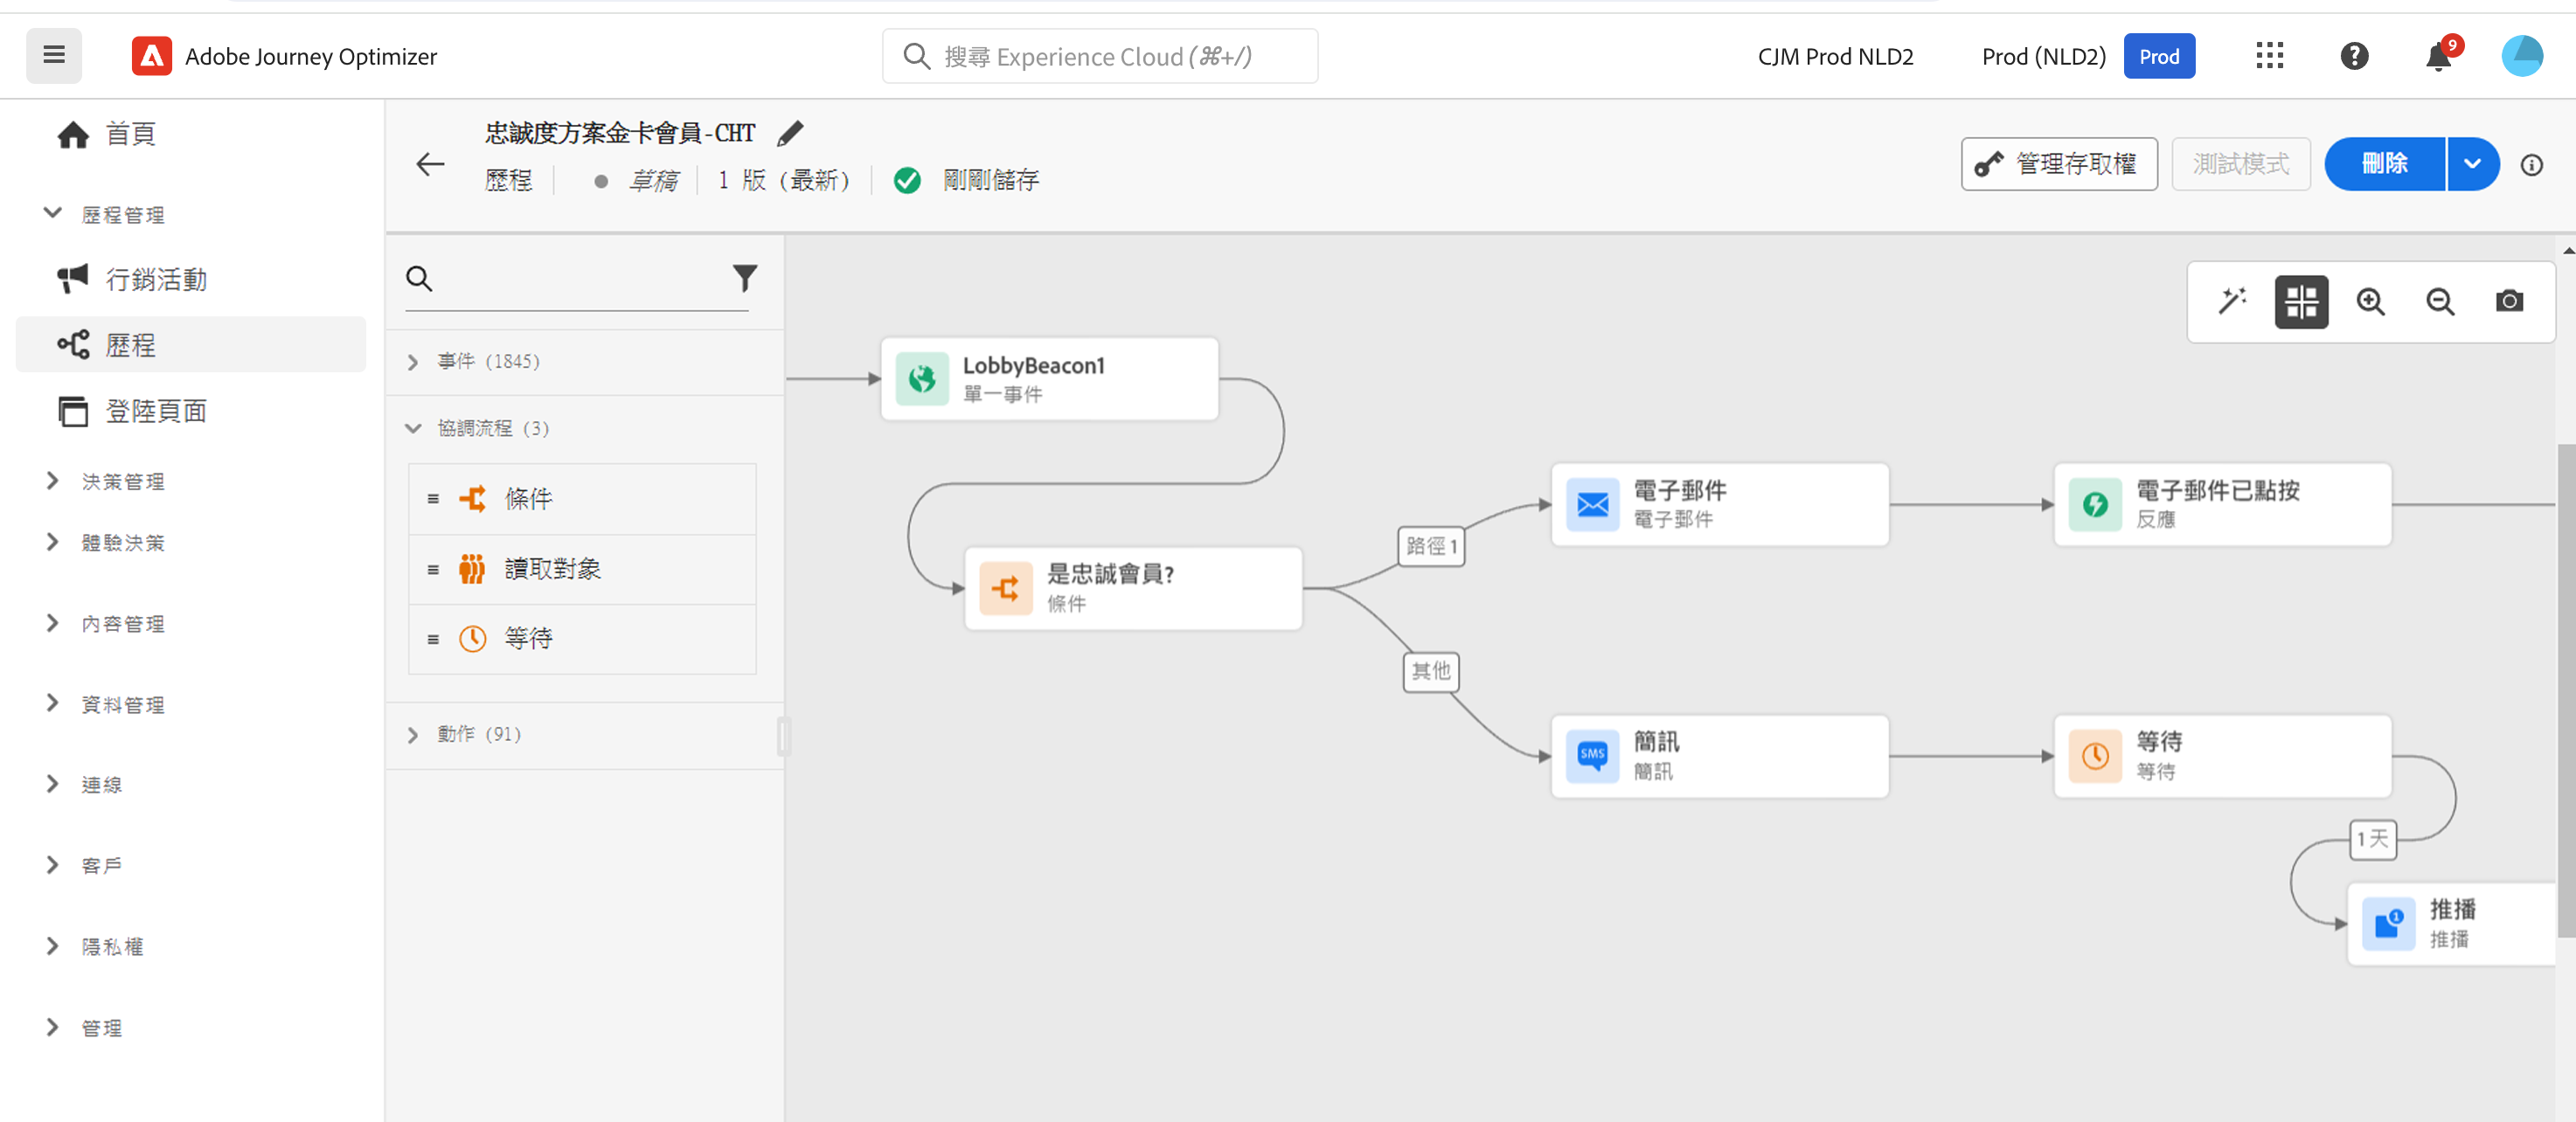 Adobe Journey Optimizer
搜尋 Experience Cloud (⌘+/)
CJM Prod NLD2
Prod (NLD2)
Prod
9
首頁
歷程管理
行銷活動
歷程
登陸頁面
決策管理
體驗決策
內容管理
資料管理
連線
客戶
隱私權
管理
忠誠度方案金卡會員-CHT
歷程
草稿
1 版 (最新)
剛剛儲存
管理存取權
測試模式
刪除
事件 (1845)
協調流程 (3)
條件
讀取對象
等待
動作 (91)
LobbyBeacon1
單一事件
是忠誠會員?
條件
路徑 1
其他
電子郵件
電子郵件
電子郵件已點按
反應
SMS
簡訊
簡訊
等待
等待
1 天
1
推播
推播